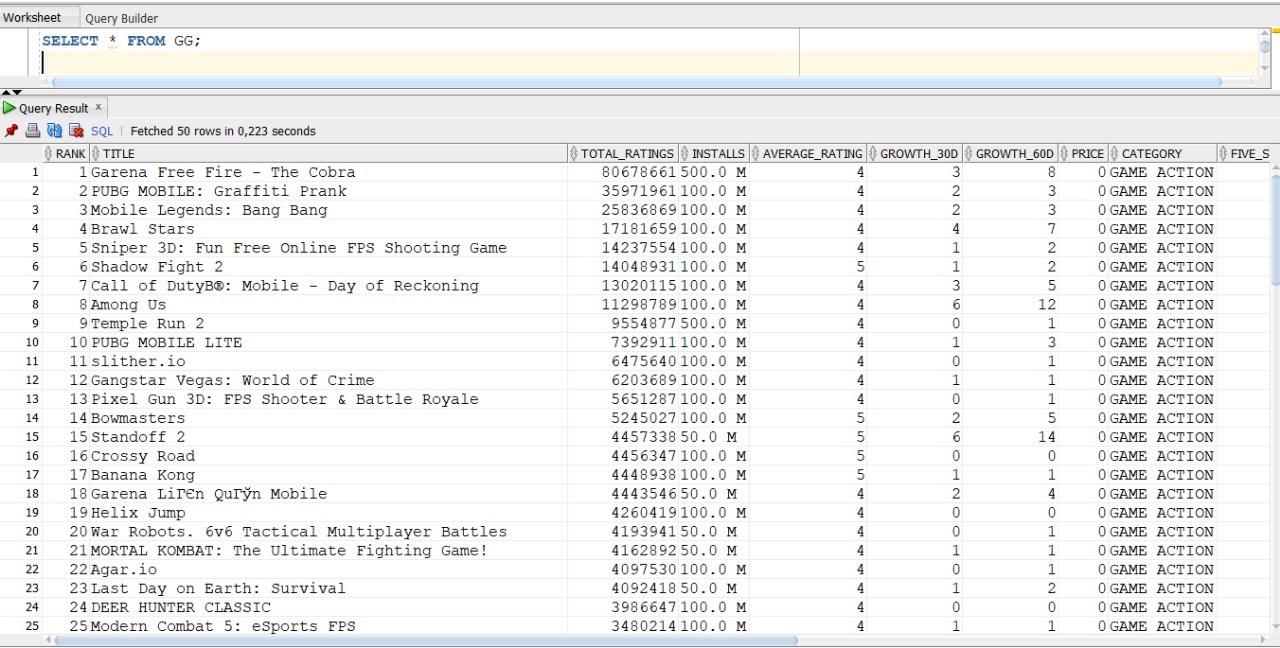 Worksheet Query Builder
SELECT * FROM GG;
Query Result x
SQL | Fetched 50 rows in 0,223 seconds
RANK TITLE TOTAL_RATINGS INSTALLS AVERAGE_RATING GROWTH_30D GROWTH_60D PRICE CATEGORY FIVE_S
1 1 Garena Free Fire - The Cobra 80678661 500.0 M 4 3 8 0 GAME ACTION
2 2 PUBG MOBILE: Graffiti Prank 35971961 100.0 M 4 2 3 0 GAME ACTION
3 3 Mobile Legends: Bang Bang 25836869 100.0 M 4 2 3 0 GAME ACTION
4 4 Brawl Stars 17181659 100.0 M 4 4 7 0 GAME ACTION
5 5 Sniper 3D: Fun Free Online FPS Shooting Game 14237554 100.0 M 4 1 2 0 GAME ACTION
6 6 Shadow Fight 2 14048931 100.0 M 5 1 2 0 GAME ACTION
7 7 Call of DutyВ®: Mobile - Day of Reckoning 13020115 100.0 M 4 3 5 0 GAME ACTION
8 8 Among Us 11298789 100.0 M 4 6 12 0 GAME ACTION
9 9 Temple Run 2 9554877 500.0 M 4 0 1 0 GAME ACTION
10 10 PUBG MOBILE LITE 7392911 100.0 M 4 1 3 0 GAME ACTION
11 11 slither.io 6475640 100.0 M 4 0 1 0 GAME ACTION
12 12 Gangstar Vegas: World of Crime 6203689 100.0 M 4 1 1 0 GAME ACTION
13 13 Pixel Gun 3D: FPS Shooter & Battle Royale 5651287 100.0 M 4 0 1 0 GAME ACTION
14 14 Bowmasters 5245027 100.0 M 5 2 5 0 GAME ACTION
15 15 Standoff 2 4457338 50.0 M 5 6 14 0 GAME ACTION
16 16 Crossy Road 4456347 100.0 M 5 0 0 0 GAME ACTION
17 17 Banana Kong 4448938 100.0 M 5 1 1 0 GAME ACTION
18 18 Garena LiГЄn QuГўn Mobile 4443546 50.0 M 4 2 4 0 GAME ACTION
19 19 Helix Jump 4260419 100.0 M 4 0 0 0 GAME ACTION
20 20 War Robots. 6v6 Tactical Multiplayer Battles 4193941 50.0 M 4 0 1 0 GAME ACTION
21 21 MORTAL KOMBAT: The Ultimate Fighting Game! 4162892 50.0 M 4 1 1 0 GAME ACTION
22 22 Agar.io 4097530 100.0 M 4 0 1 0 GAME ACTION
23 23 Last Day on Earth: Survival 4092418 50.0 M 4 1 2 0 GAME ACTION
24 24 DEER HUNTER CLASSIC 3986647 100.0 M 4 0 0 0 GAME ACTION
25 25 Modern Combat 5: eSports FPS 3480214 100.0 M 4 1 1 0 GAME ACTION